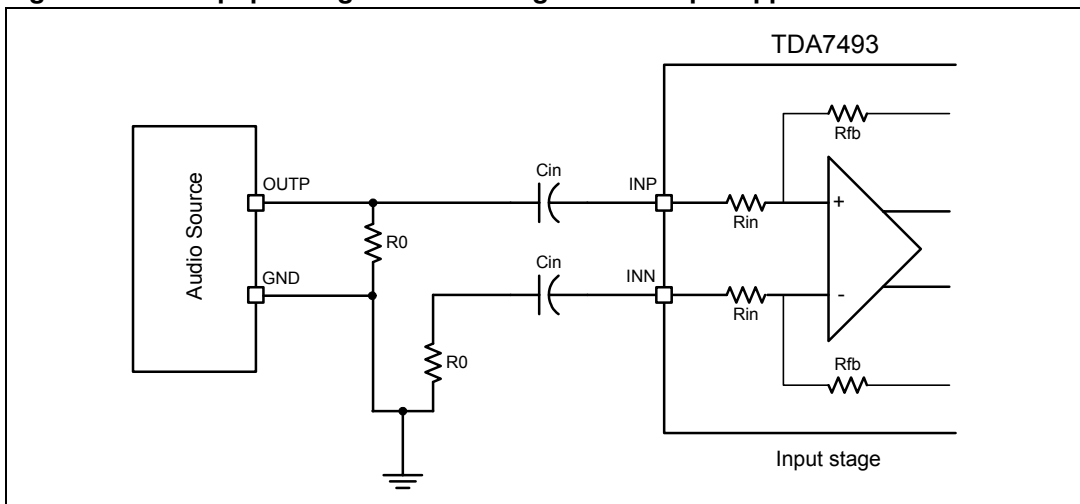 TDA7493
Rfb
Audio Source
OUTP
Cin
INP
Rin
+
R0
GND
Cin
INN
Rin
-
R0
Rfb
Input stage